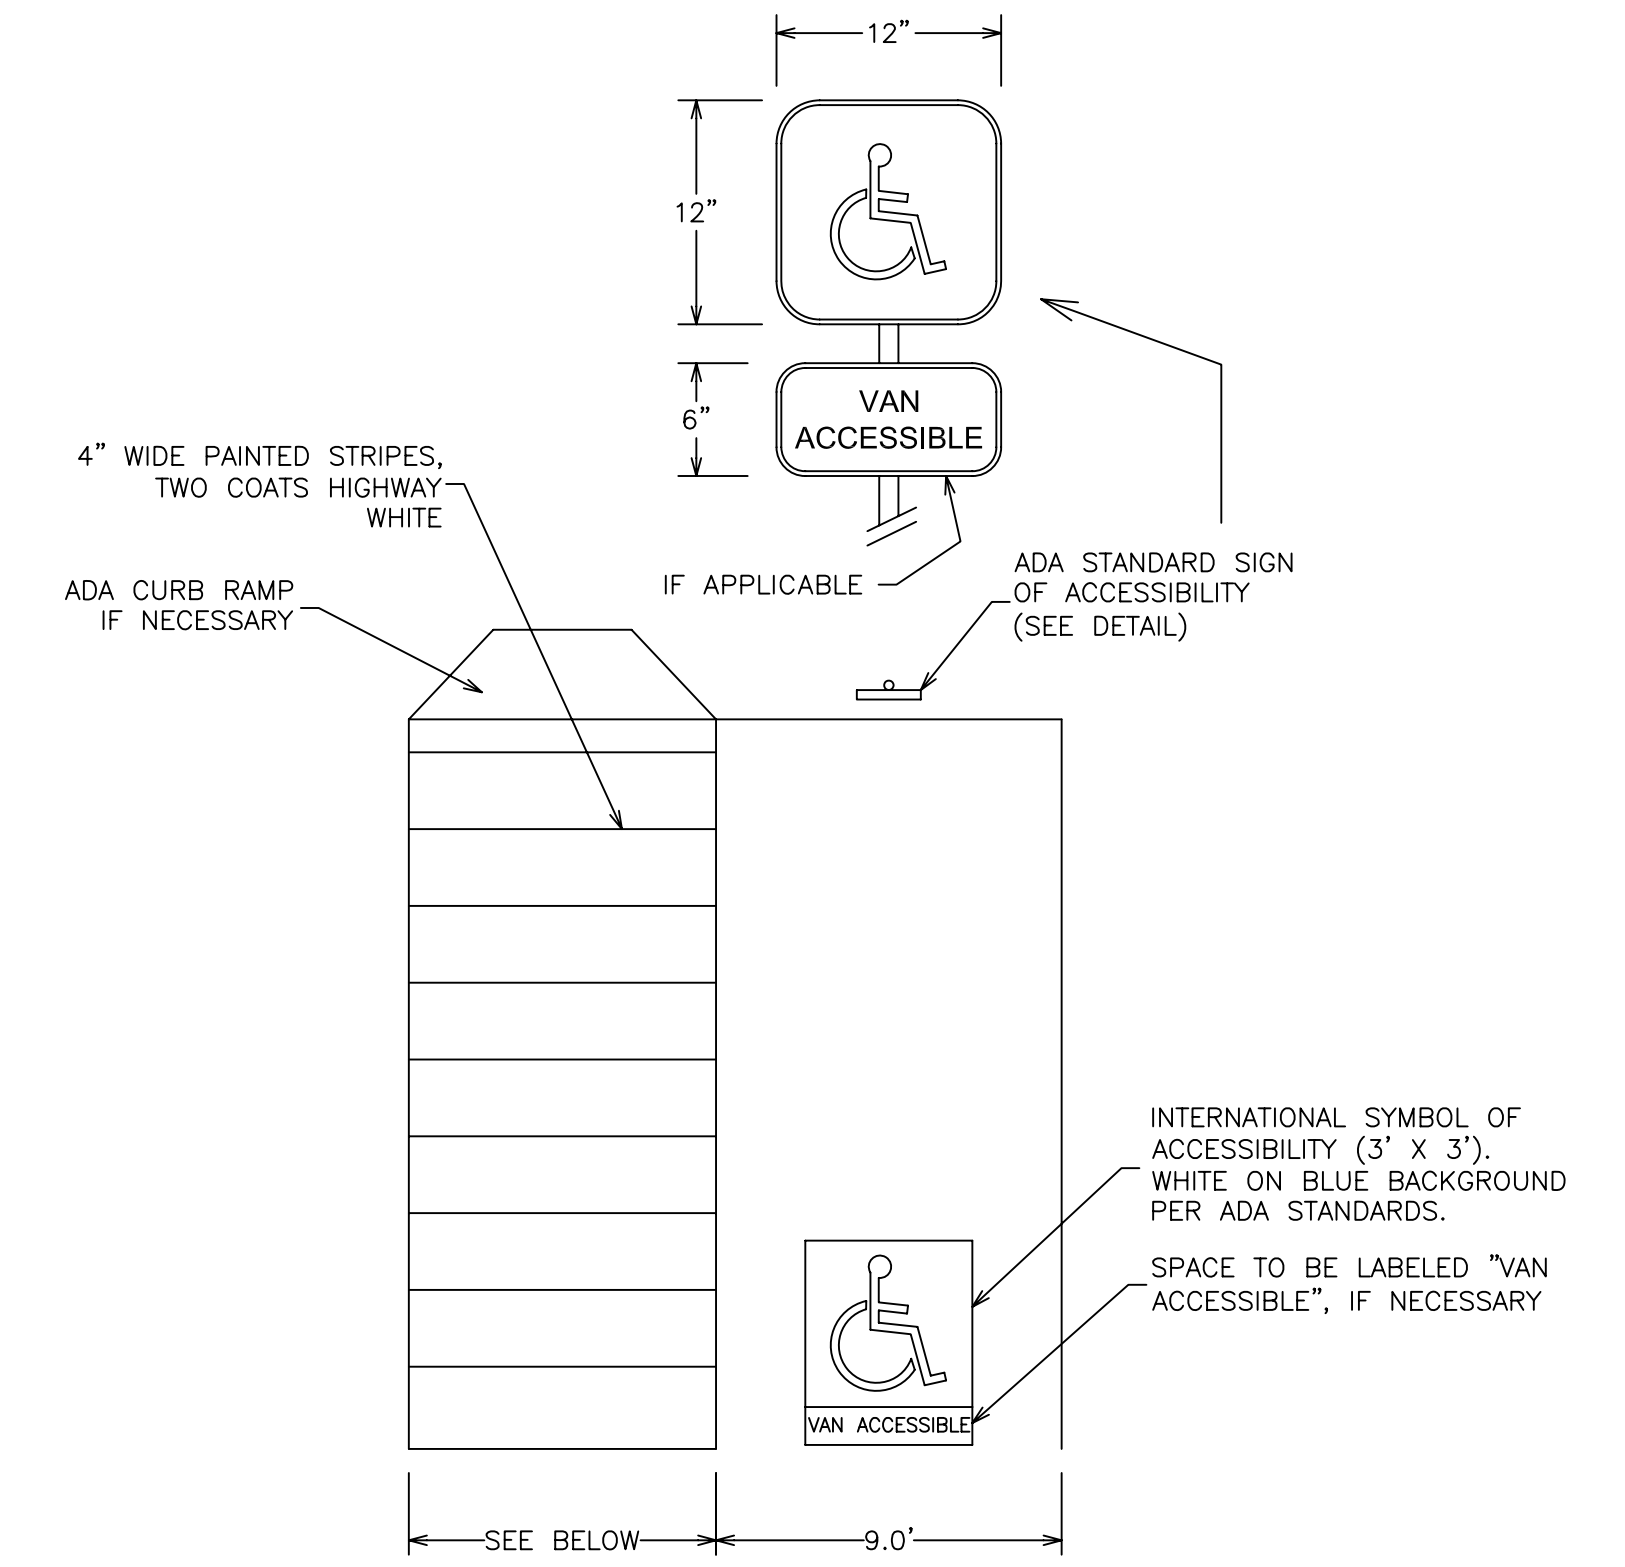 12”
12”
6”
VAN
ACCESSIBLE
4” WIDE PAINTED STRIPES,
TWO COATS HIGHWAY
WHITE
ADA CURB RAMP
IF NECESSARY
IF APPLICABLE
ADA STANDARD SIGN
OF ACCESSIBILITY
(SEE DETAIL)
INTERNATIONAL SYMBOL OF
ACCESSIBILITY (3’ X 3’).
WHITE ON BLUE BACKGROUND
PER ADA STANDARDS.
SPACE TO BE LABELED ”VAN
ACCESSIBLE”, IF NECESSARY
VAN ACCESSIBLE
SEE BELOW
9.0’